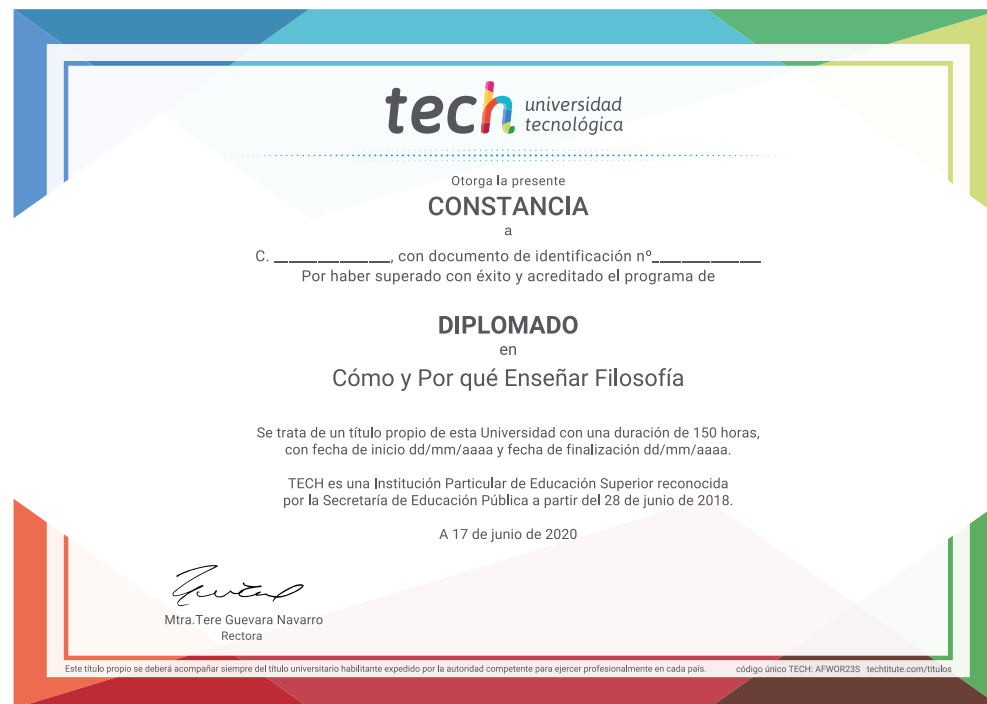 tech universidad
tecnológica
Otorga la presente
CONSTANCIA
a
C. ______________, con documento de identificación nº_____________
Por haber superado con éxito y acreditado el programa de
DIPLOMADO
en
Cómo y Por qué Enseñar Filosofía
Se trata de un título propio de esta Universidad con una duración de 150 horas,
con fecha de inicio dd/mm/aaaa y fecha de finalización dd/mm/aaaa.
TECH es una Institución Particular de Educación Superior reconocida
por la Secretaría de Educación Pública a partir del 28 de junio de 2018.
A 17 de junio de 2020
Mtra.Tere Guevara Navarro
Rectora
Este título propio se deberá acompañar siempre del título universitario habilitante expedido por la autoridad competente para ejercer profesionalmente en cada país. código único TECH: AFWOR23S techtitute.com/titulos